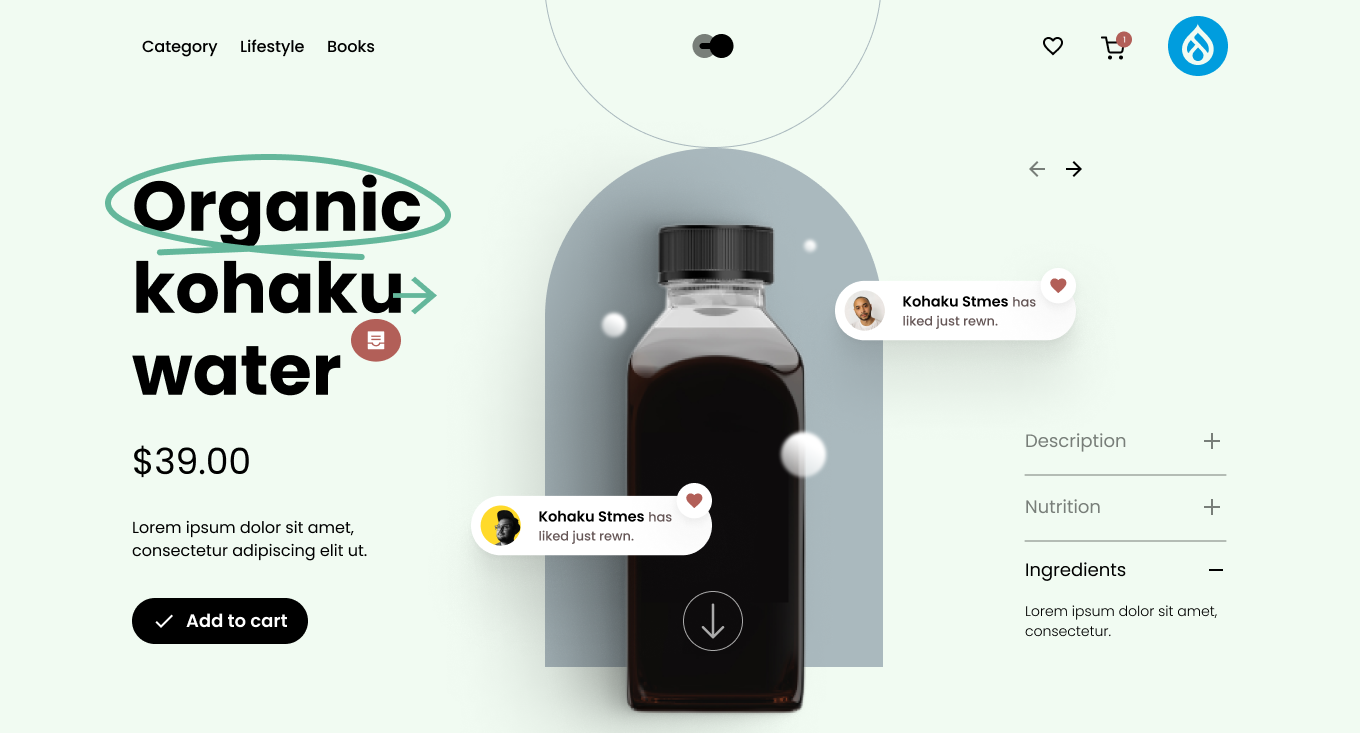 Category Lifestyle Books
1
Organic
kohaku
water
$39.00
Lorem ipsum dolor sit amet,
consectetur adipiscing elit ut.
Add to cart
Kohaku Stmes has
liked just rewn.
Kohaku Stmes has
liked just rewn.
Description
Nutrition
Ingredients
Lorem ipsum dolor sit amet,
consectetur.